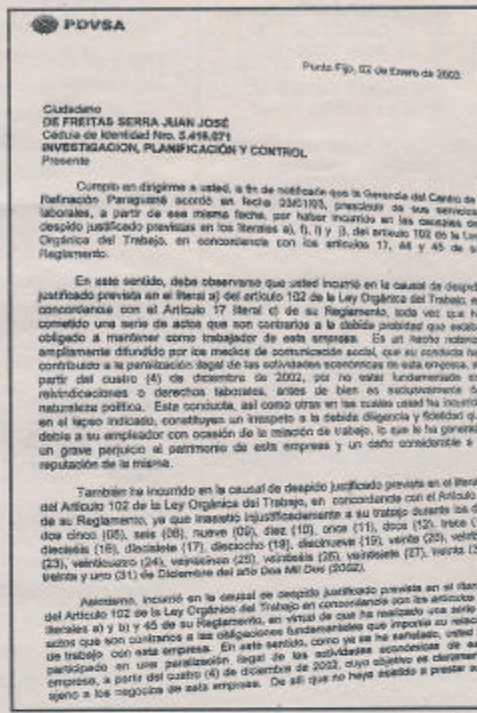 PDVSA
Punto Fijo, 02 de Enero de 2003
Ciudadano
DE FREITAS SERRA JUAN JOSÉ
Cédula de Identidad Nro. 5.416.071
INVESTIGACION, PLANIFICACIÓN Y CONTROL
Presente
Cumplo en dirigirme a usted, a fin de notificarle que la Gerencia del Centro de
Refinación Paraguaná acordó en fecha prescindir de sus servicios
laborales, a partir de esa misma fecha, por haber incurrido en las causales de
despido justificado previstas en los literales a), f), i) y j), del artículo 102 de la Ley
Orgánica del Trabajo, en concordancia con los artículos 17, 44 y 45 de su
Reglamento.
En este sentido, debe observarse que usted incurrió en la causal de despido
justificado prevista en el literal a) del artículo 102 de la Ley Orgánica del Trabajo, en
concordancia con el Artículo 17 literal c) de su Reglamento, toda vez que ha
cometido una serie de actos que son contrarios a la debida probidad que estaba
obligado a mantener como trabajador de esta empresa. Es un hecho notorio
ampliamente difundido por los medios de comunicación social, que su conducta ha
contribuido a la paralización ilegal de las actividades económicas de esta empresa, a
partir del cuatro (4) de diciembre de 2002, por no estar fundamentada en
reivindicaciones o derechos laborales, antes de bien es exclusivamente de
naturaleza política. Esta conducta, así como otras en las cuales usted ha incurrido
en el lapso indicado, constituyen un irrespeto a la debida diligencia y fidelidad que
debía a su empleador con ocasión de la relación de trabajo, lo que le ha generado
un grave perjuicio al patrimonio de esta empresa y un daño considerable a
reputación de la misma.
También ha incurrido en la causal de despido justificado prevista en el literal
del Artículo 102 de la Ley Orgánica del Trabajo, en concordancia con el Artículo
de su Reglamento, ya que inasistió injustificadamente a su trabajo durante los d
dos cinco (05), seis (06), nueve (09), diez (10), once (11), doce (12), trece (
dieciséis (16), diecisiete (17), dieciocho (18), diecinueve (19), veinte (20),
(23), veinticuatro (24), veintiséis (26), veintisiete (27), treinta (3
treinta y uno (31) de Diciembre del año Dos Mil Dos (2002).
Asimismo, incurrió en la causal de despido justificado prevista en el literal
del Artículo 102 de la Ley Orgánica del Trabajo en concordancia con los artículos
literales a) y b) y 45 de su Reglamento, en virtud de que ha realizado una serie
actos que son contrarios a las obligaciones fundamentales que imponía su relac
de trabajo con esta empresa. En este sentido, como ya se ha señalado, usted
participado en una paralización ilegal de las actividades económicas de es
empresa, a partir del cuatro (4) de diciembre de 2002, cuyo objetivo es claramente
ajeno a los negocios de esta empresa. De allí que no haya asistido a prestar su